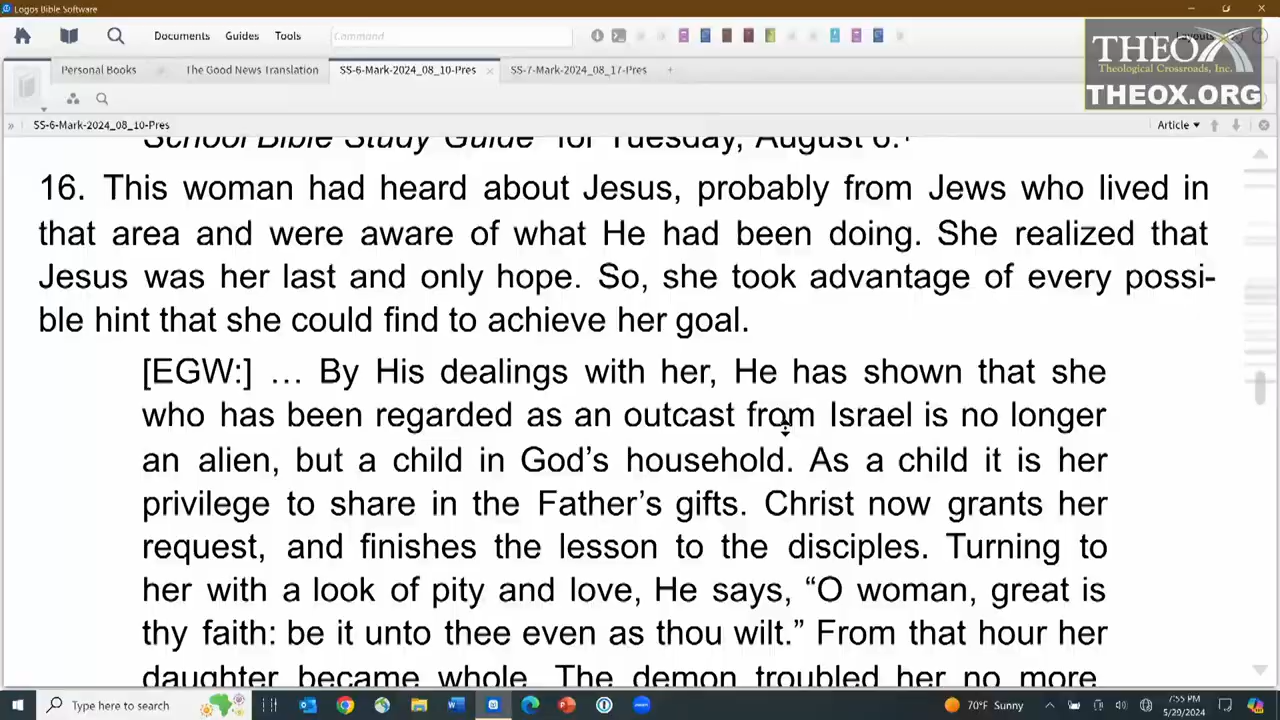 Logos Bible Software
Documents Guides Tools Command Layouts
THEOX
Theological Crossroads, Inc.
THEOX.ORG
Personal Books The Good News Translation SS-6-Mark-2024_08_10-Pres SS-7-Mark-2024_08_17-Pres
SS-6-Mark-2024_08_10-Pres Article
School Bible Study Guide* for Tuesday, August 6.‡
16. This woman had heard about Jesus, probably from Jews who lived in
that area and were aware of what He had been doing. She realized that
Jesus was her last and only hope. So, she took advantage of every possi-
ble hint that she could find to achieve her goal.
[EGW:] … By His dealings with her, He has shown that she
who has been regarded as an outcast from Israel is no longer
an alien, but a child in God’s household. As a child it is her
privilege to share in the Father’s gifts. Christ now grants her
request, and finishes the lesson to the disciples. Turning to
her with a look of pity and love, He says, “O woman, great is
thy faith: be it unto thee even as thou wilt.” From that hour her
daughter became whole. The demon troubled her no more.
Type here to search 70°F Sunny 7:55 PM
5/29/2024